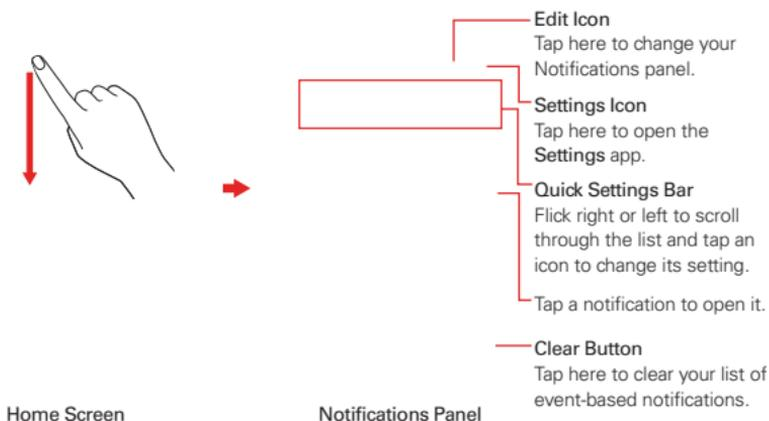 Edit Icon
Tap here to change your
Notifications panel.
Settings Icon
Tap here to open the
Settings app.
Quick Settings Bar
Flick right or left to scroll
through the list and tap an
icon to change its setting.
Tap a notification to open it.
Clear Button
Tap here to clear your list of
event-based notifications.
Home Screen
Notifications Panel